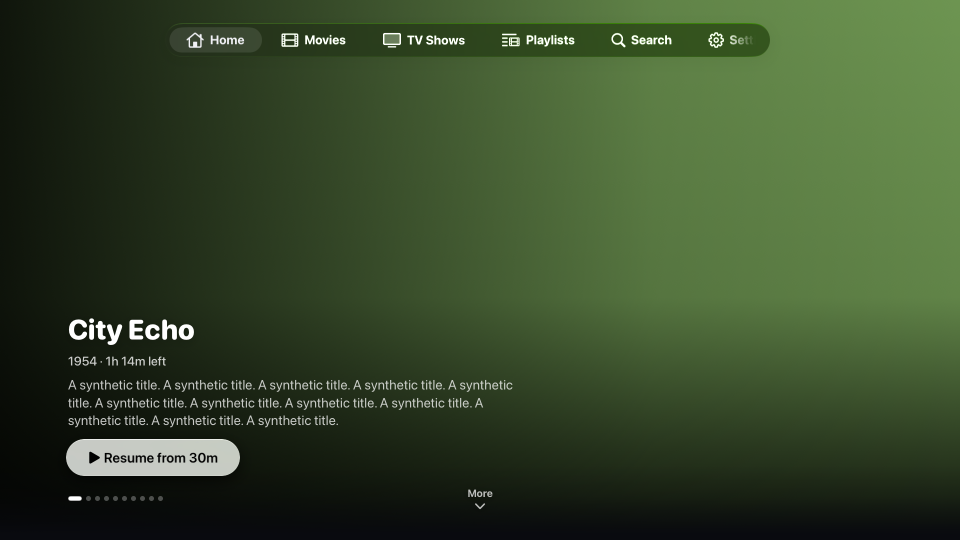 Home Movies TV Shows Playlists Search Sett
City Echo
1954 · 1h 14m left
A synthetic title. A synthetic title. A synthetic title. A synthetic title. A synthetic
title. A synthetic title. A synthetic title. A synthetic title. A synthetic title. A
synthetic title. A synthetic title. A synthetic title.
Resume from 30m
More